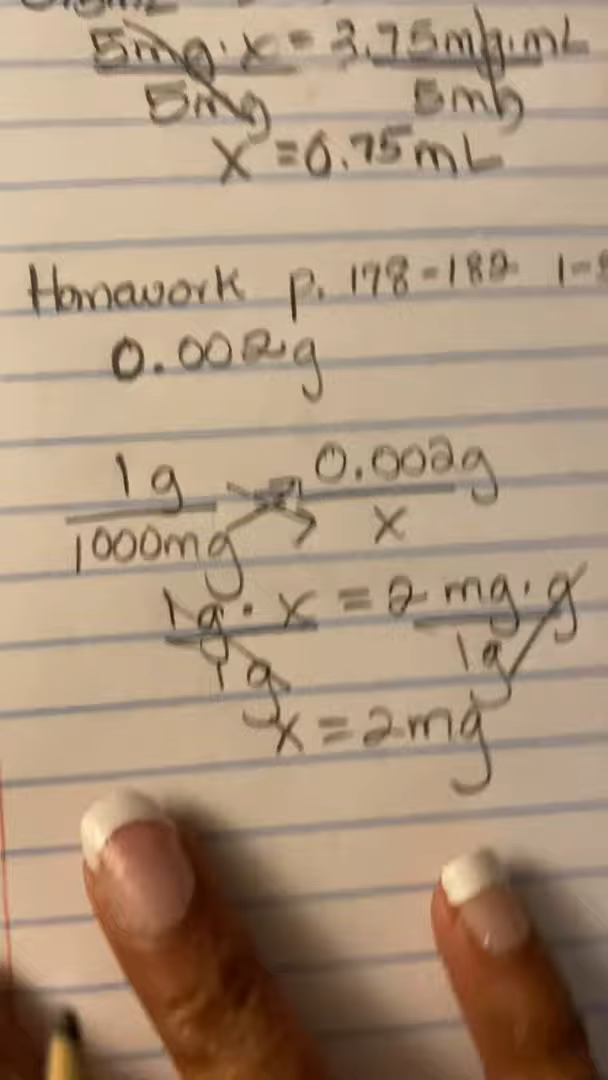 5mg · x = 3.75mg·mL
5mg 5mg
x = 0.75mL
Homework p. 178-182 1-
0.002g
1g 0.002g
1000mg x
1g · x = 2 mg·g
1g 1g
x = 2mg